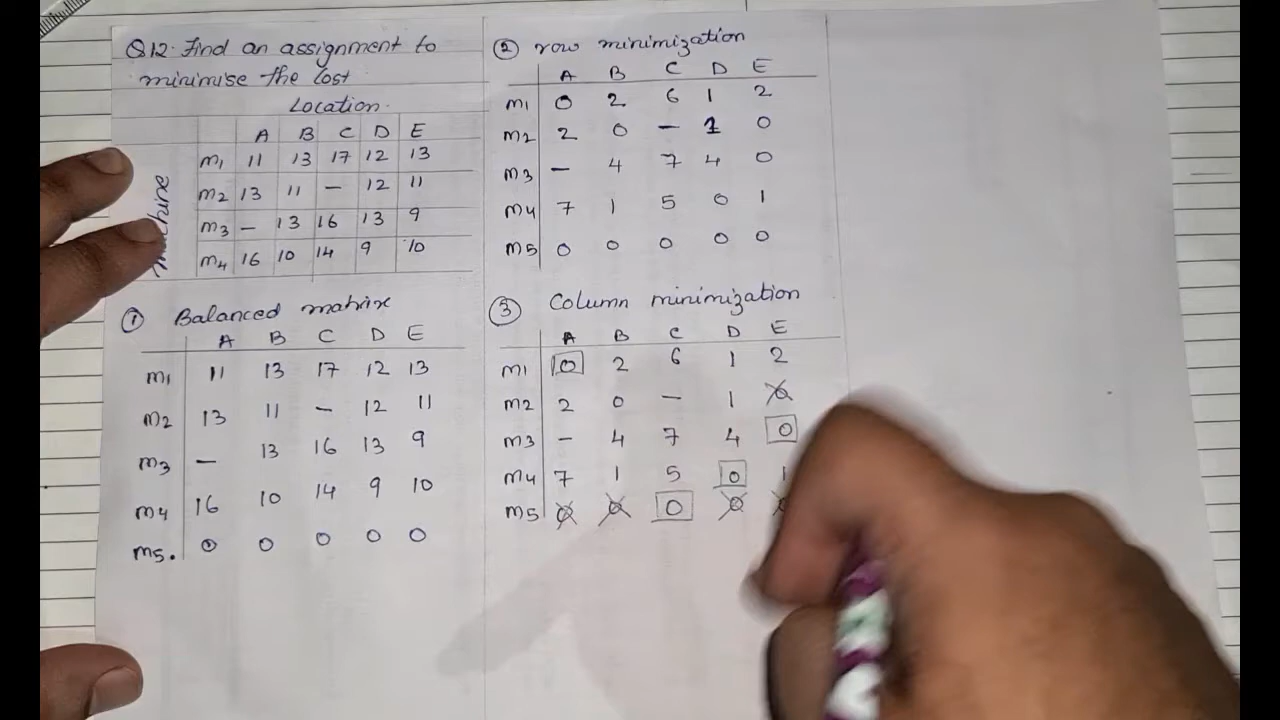 Q12. Find an assignment to
minimise the cost
Location.
A B C D E
M1 11 13 17 12 13
M2 13 11 - 12 11
M3 - 13 16 13 9
M4 16 10 14 9 10
① Balanced matrix
A B C D E
M1 11 13 17 12 13
M2 13 11 - 12 11
M3 - 13 16 13 9
M4 16 10 14 9 10
M5. 0 0 0 0 0
② row minimization
A B C D E
M1 0 2 6 1 2
M2 2 0 - 1 0
M3 - 4 7 4 0
M4 7 1 5 0 1
M5 0 0 0 0 0
③ Column minimization
A B C D E
M1 0 2 6 1 2
M2 2 0 - 1 0
M3 - 4 7 4 0
M4 7 1 5 0 1
M5 0 0 0 0 0